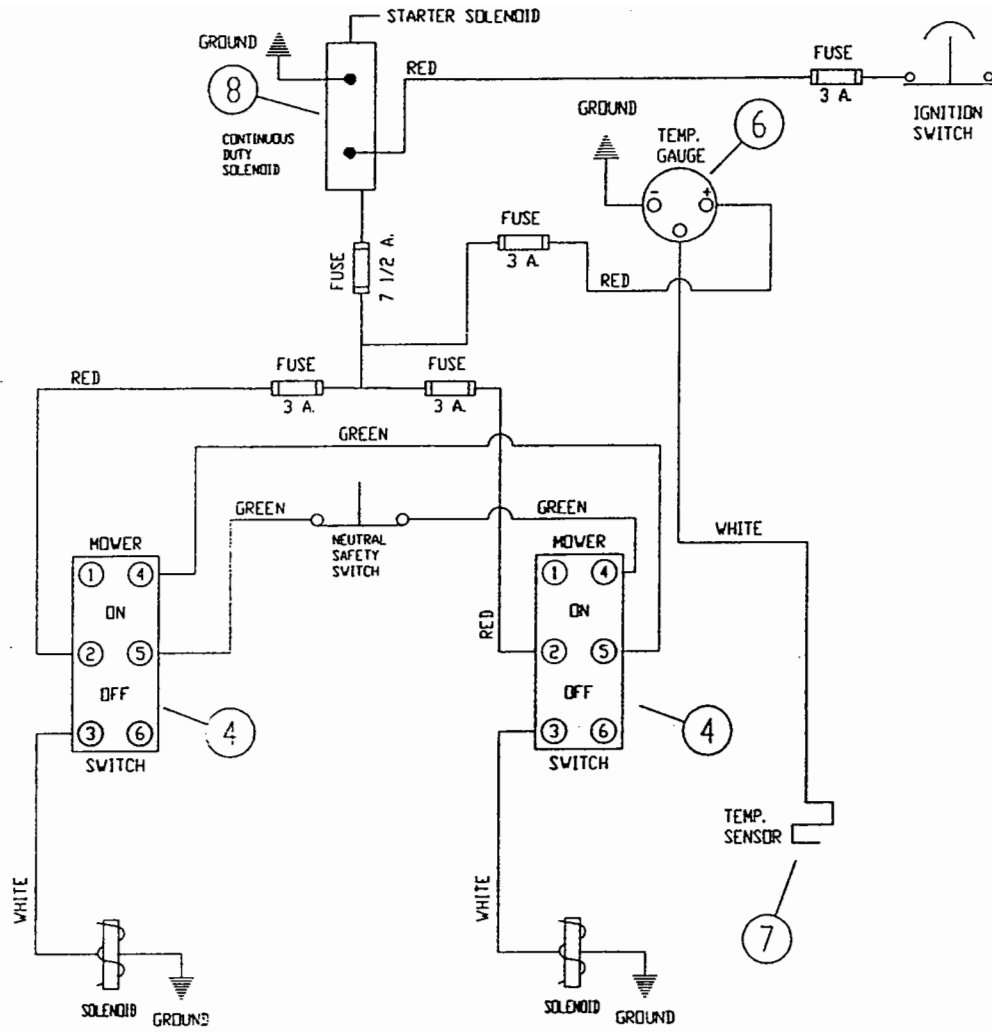 STARTER SOLENOID
GROUND
RED
FUSE
3 A.
IGNITION
SWITCH
8
CONTINUOUS
DUTY
SOLENOID
GROUND
TEMP.
GAUGE
6
- +
FUSE
3 A.
RED
FUSE
7 1/2 A.
RED
FUSE
3 A.
FUSE
3 A.
GREEN
GREEN
NEUTRAL
SAFETY
SWITCH
GREEN
WHITE
MOWER
1 4
ON
2 5
OFF
3 6
SWITCH
4
RED
MOWER
1 4
ON
2 5
OFF
3 6
SWITCH
4
TEMP.
SENSOR
7
WHITE
SOLENOID
GROUND
WHITE
SOLENOID
GROUND